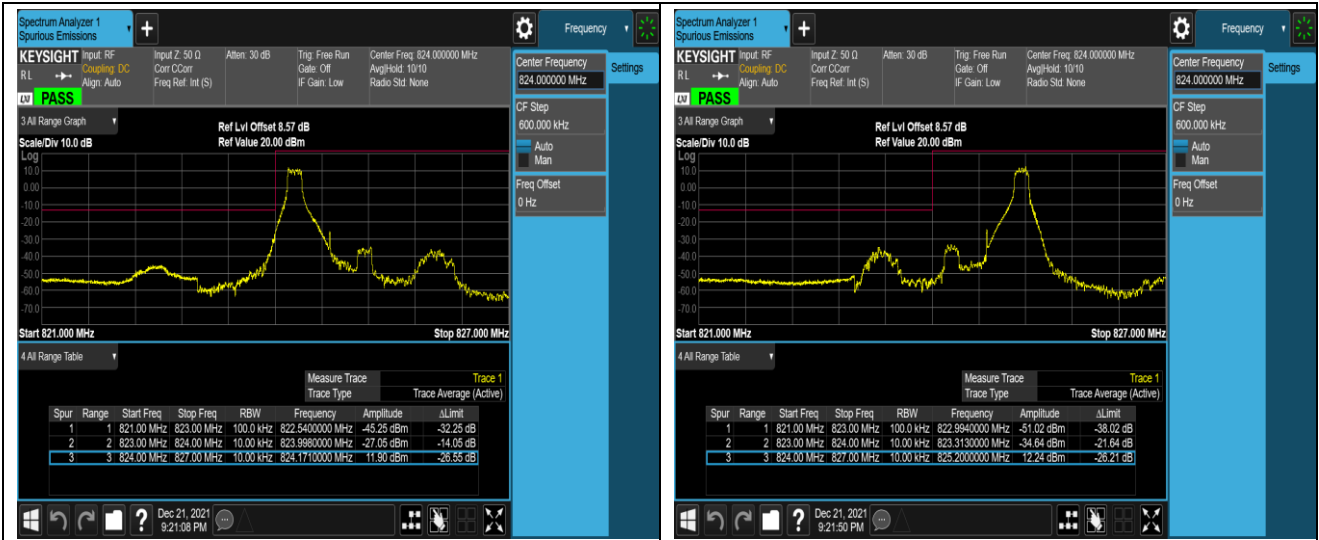 Spectrum Analyzer 1
Spurious Emissions
Frequency
KEYSIGHT Input: RF
Coupling: DC
Align: Auto
Input Z: 50 Ω
Corr CCorr
Freq Ref: Int (S)
Atten: 30 dB
Trig: Free Run
Gate: Off
IF Gain: Low
Center Freq: 824.000000 MHz
Avg|Hold: 10/10
Radio Std: None
RL
LXI PASS
Center Frequency
824.000000 MHz
Settings
CF Step
600.000 kHz
Auto
Man
Freq Offset
0 Hz
3 All Range Graph
Ref Lvl Offset 8.57 dB
Scale/Div 10.0 dB
Ref Value 20.00 dBm
Log
10.0
0.00
-10.0
-20.0
-30.0
-40.0
-50.0
-60.0
-70.0
Start 821.000 MHz
Stop 827.000 MHz
4 All Range Table
Measure Trace Trace 1
Trace Type Trace Average (Active)
Spur Range Start Freq Stop Freq RBW Frequency Amplitude ΔLimit
1 1 821.00 MHz 823.00 MHz 100.0 kHz 822.5400000 MHz -45.25 dBm -32.25 dB
2 2 823.00 MHz 824.00 MHz 10.00 kHz 823.9980000 MHz -27.05 dBm -14.05 dB
3 3 824.00 MHz 827.00 MHz 10.00 kHz 824.1710000 MHz 11.90 dBm -26.55 dB
Dec 21, 2021
9:21:08 PM
Spectrum Analyzer 1
Spurious Emissions
Frequency
KEYSIGHT Input: RF
Coupling: DC
Align: Auto
Input Z: 50 Ω
Corr CCorr
Freq Ref: Int (S)
Atten: 30 dB
Trig: Free Run
Gate: Off
IF Gain: Low
Center Freq: 824.000000 MHz
Avg|Hold: 10/10
Radio Std: None
RL
LXI PASS
Center Frequency
824.000000 MHz
Settings
CF Step
600.000 kHz
Auto
Man
Freq Offset
0 Hz
3 All Range Graph
Ref Lvl Offset 8.57 dB
Scale/Div 10.0 dB
Ref Value 20.00 dBm
Log
10.0
0.00
-10.0
-20.0
-30.0
-40.0
-50.0
-60.0
-70.0
Start 821.000 MHz
Stop 827.000 MHz
4 All Range Table
Measure Trace Trace 1
Trace Type Trace Average (Active)
Spur Range Start Freq Stop Freq RBW Frequency Amplitude ΔLimit
1 1 821.00 MHz 823.00 MHz 100.0 kHz 822.9940000 MHz -51.02 dBm -38.02 dB
2 2 823.00 MHz 824.00 MHz 10.00 kHz 823.3130000 MHz -34.64 dBm -21.64 dB
3 3 824.00 MHz 827.00 MHz 10.00 kHz 825.2000000 MHz 12.24 dBm -26.21 dB
Dec 21, 2021
9:21:50 PM